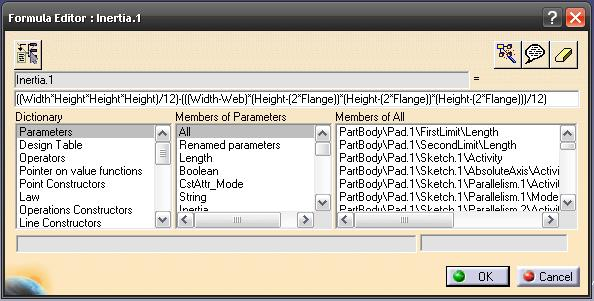 Formula Editor : Inertia.1
Inertia.1 =
((Width*Height*Height*Height)/12)-(((Width-Web)*(Height-(2*Flange))*(Height-(2*Flange))*(Height-(2*Flange)))/12)
Dictionary Members of Parameters Members of All
Parameters All PartBody\Pad.1\FirstLimit\Length
Design Table Renamed parameters PartBody\Pad.1\SecondLimit\Length
Operators Length PartBody\Pad.1\Sketch.1\Activity
Pointer on value functions Boolean PartBody\Pad.1\Sketch.1\AbsoluteAxis\Activ
Point Constructors CstAttr_Mode PartBody\Pad.1\Sketch.1\Parallelism.1\Activi
Law String PartBody\Pad.1\Sketch.1\Parallelism.1\Mode
Operations Constructors Inertia PartBody\Pad.1\Sketch.1\Parallelism.2\Activi
Line Constructors
OK Cancel